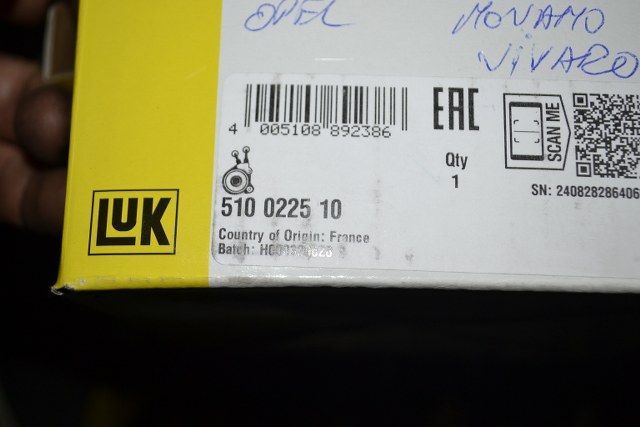 OPEL
MOVANO
VIVARO
4 005108 892386
EAC
SCAN ME
Qty
1
SN: 240828286406
510 0225 10
LUK
Country of Origin: France
Batch: